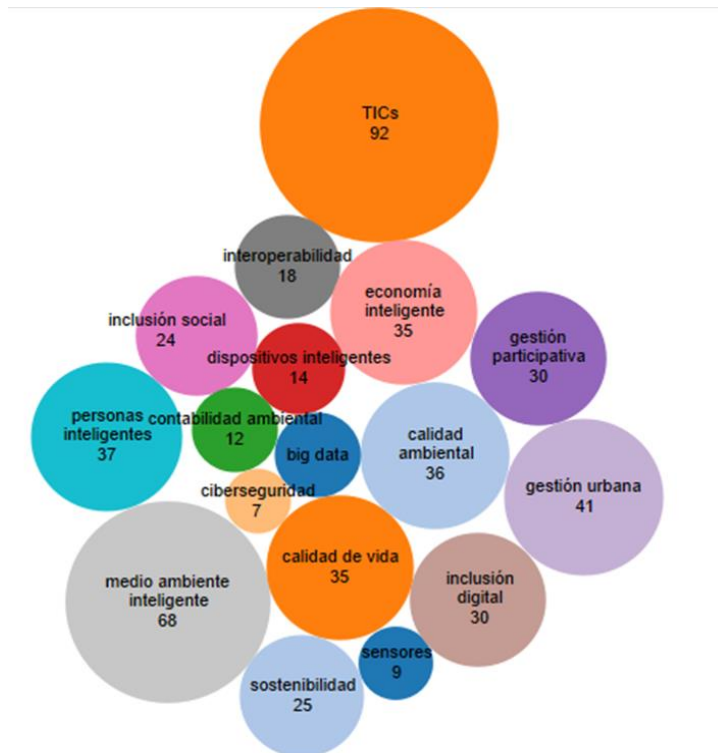 TICs
92
interoperabilidad
18
economía
inteligente
35
inclusión social
24
dispositivos inteligentes
14
gestión
participativa
30
personas
inteligentes
37
contabilidad ambiental
12
big data
calidad
ambiental
36
gestión urbana
41
ciberseguridad
7
calidad de vida
35
medio ambiente
inteligente
68
inclusión
digital
30
sensores
9
sostenibilidad
25